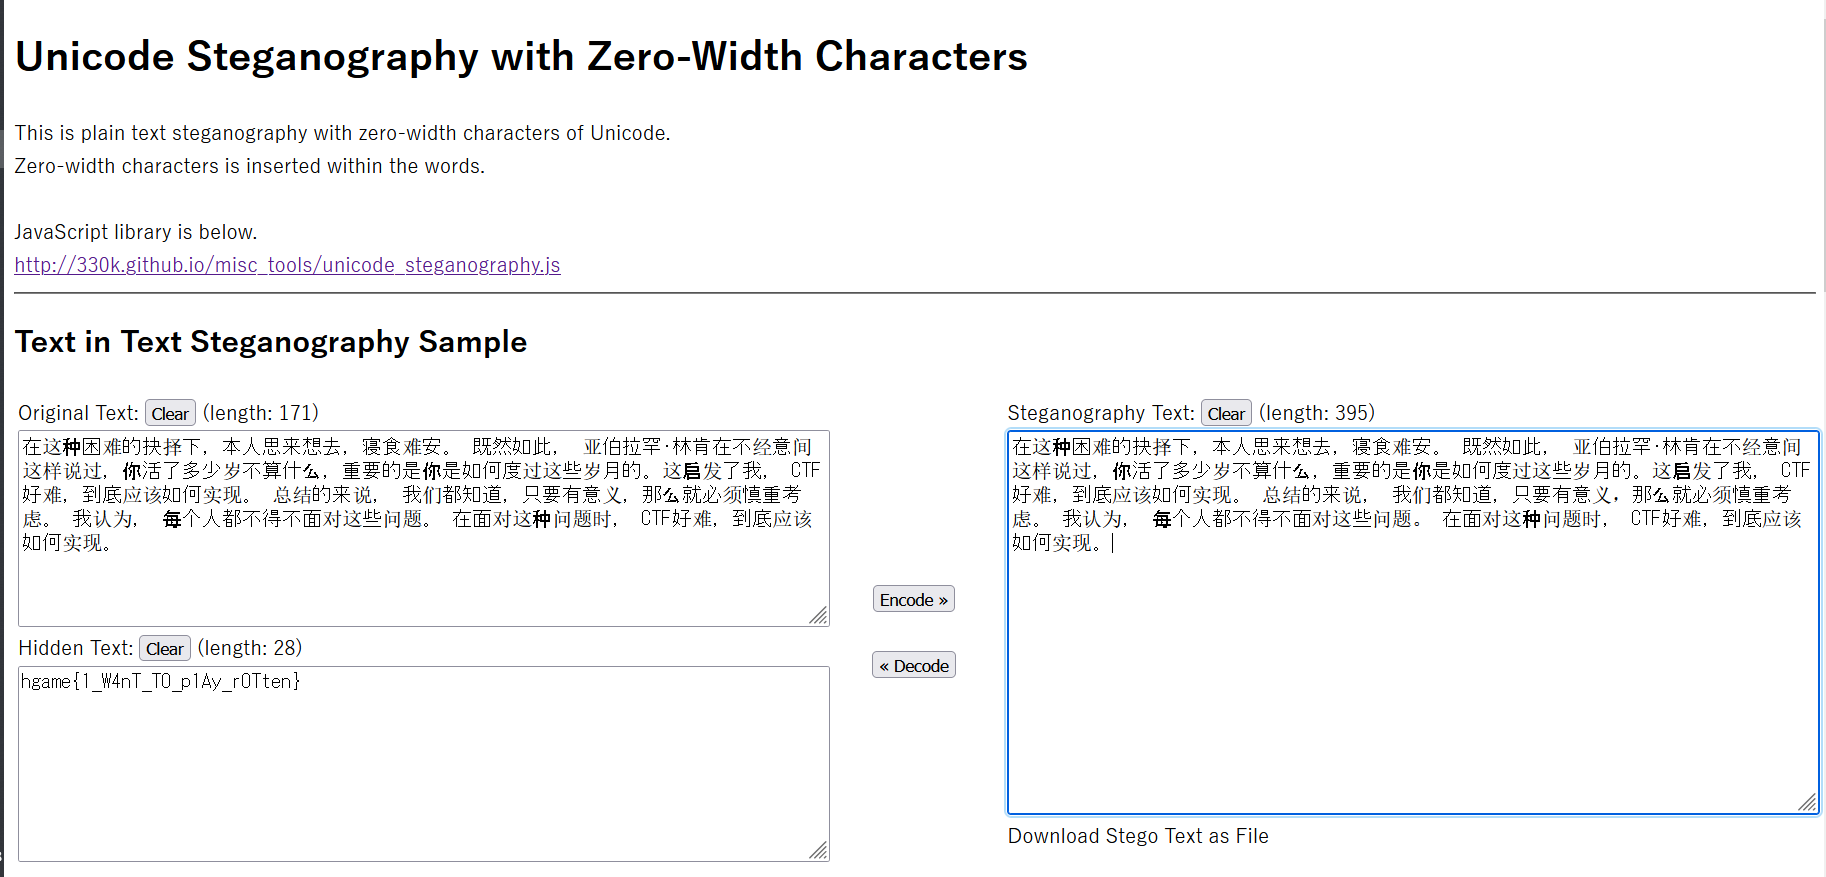 Unicode Steganography with Zero-Width Characters
This is plain text steganography with zero-width characters of Unicode.
Zero-width characters is inserted within the words.
JavaScript library is below.
http://330k.github.io/misc_tools/unicode_steganography.js
Text in Text Steganography Sample
Original Text: Clear (length: 171)
在这种困难的抉择下，本人思来想去，寝食难安。 既然如此， 亚伯拉罕·林肯在不经意间
这样说过，你活了多少岁不算什么，重要的是你是如何度过这些岁月的。这启发了我， CTF
好难，到底应该如何实现。 总结的来说， 我们都知道，只要有意义，那么就必须慎重考
虑。 我认为， 每个人都不得不面对这些问题。 在面对这种问题时， CTF好难，到底应该
如何实现。
Hidden Text: Clear (length: 28)
hgame{1_W4nT_T0_p1Ay_r0Tten}
Encode »
« Decode
Steganography Text: Clear (length: 395)
在这种困难的抉择下，本人思来想去，寝食难安。 既然如此， 亚伯拉罕·林肯在不经意间
这样说过，你活了多少岁不算什么，重要的是你是如何度过这些岁月的。这启发了我， CTF
好难，到底应该如何实现。 总结的来说， 我们都知道，只要有意义，那么就必须慎重考
虑。 我认为， 每个人都不得不面对这些问题。 在面对这种问题时， CTF好难，到底应该
如何实现。
Download Stego Text as File